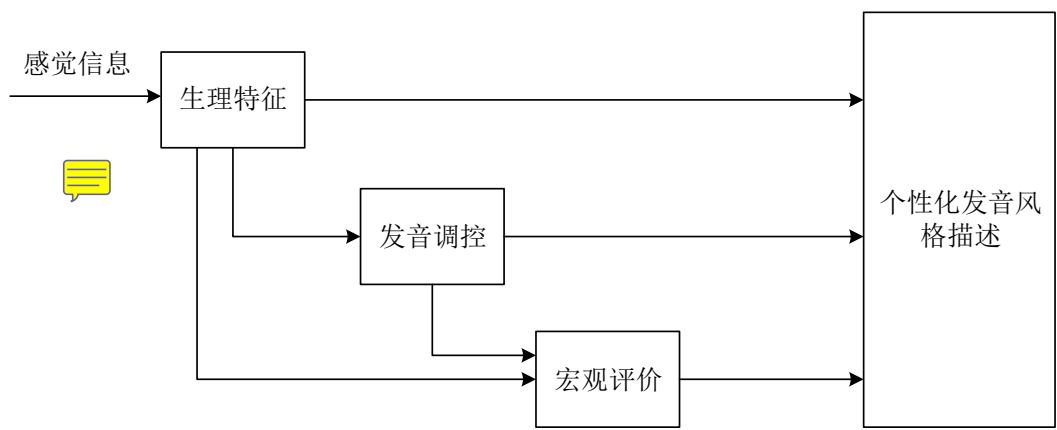 感觉信息
生理特征
发音调控
个性化发音风
格描述
宏观评价